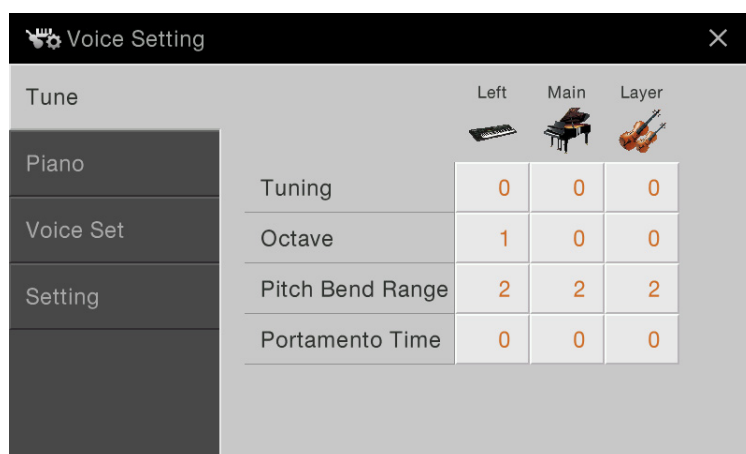 Voice Setting
Tune
Left Main Layer
Piano
Tuning 0 0 0
Voice Set
Octave 1 0 0
Setting
Pitch Bend Range 2 2 2
Portamento Time 0 0 0